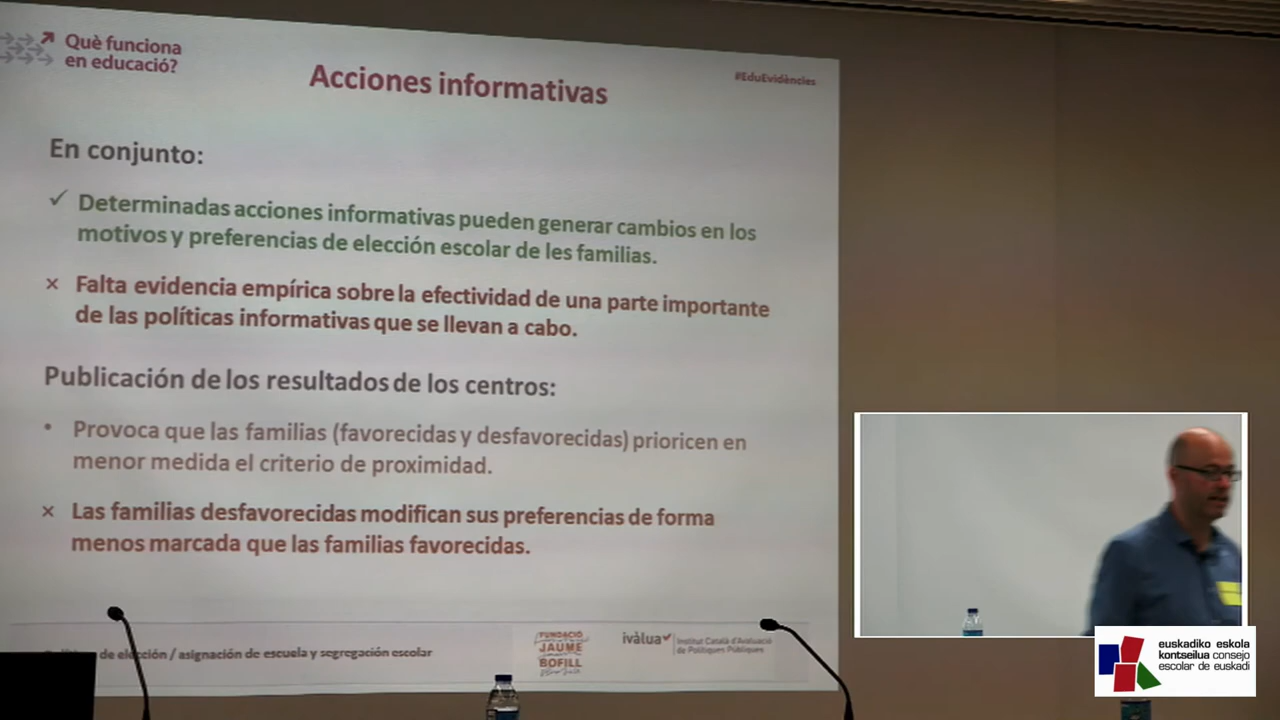 Què funciona
en educació?
Acciones informativas
#EduEvidències
En conjunto:
✓ Determinadas acciones informativas pueden generar cambios en los
motivos y preferencias de elección escolar de les familias.
× Falta evidencia empírica sobre la efectividad de una parte importante
de las políticas informativas que se llevan a cabo.
Publicación de los resultados de los centros:
• Provoca que las familias (favorecidas y desfavorecidas) prioricen en
menor medida el criterio de proximidad.
× Las familias desfavorecidas modifican sus preferencias de forma
menos marcada que las familias favorecidas.
de elección / asignación de escuela y segregación escolar
FUNDACIÓ
JAUME
BOFILL
ivàlua
Institut Català d'Avaluació
de Polítiques Públiques
euskadiko eskola
kontseilua consejo
escolar de euskadi